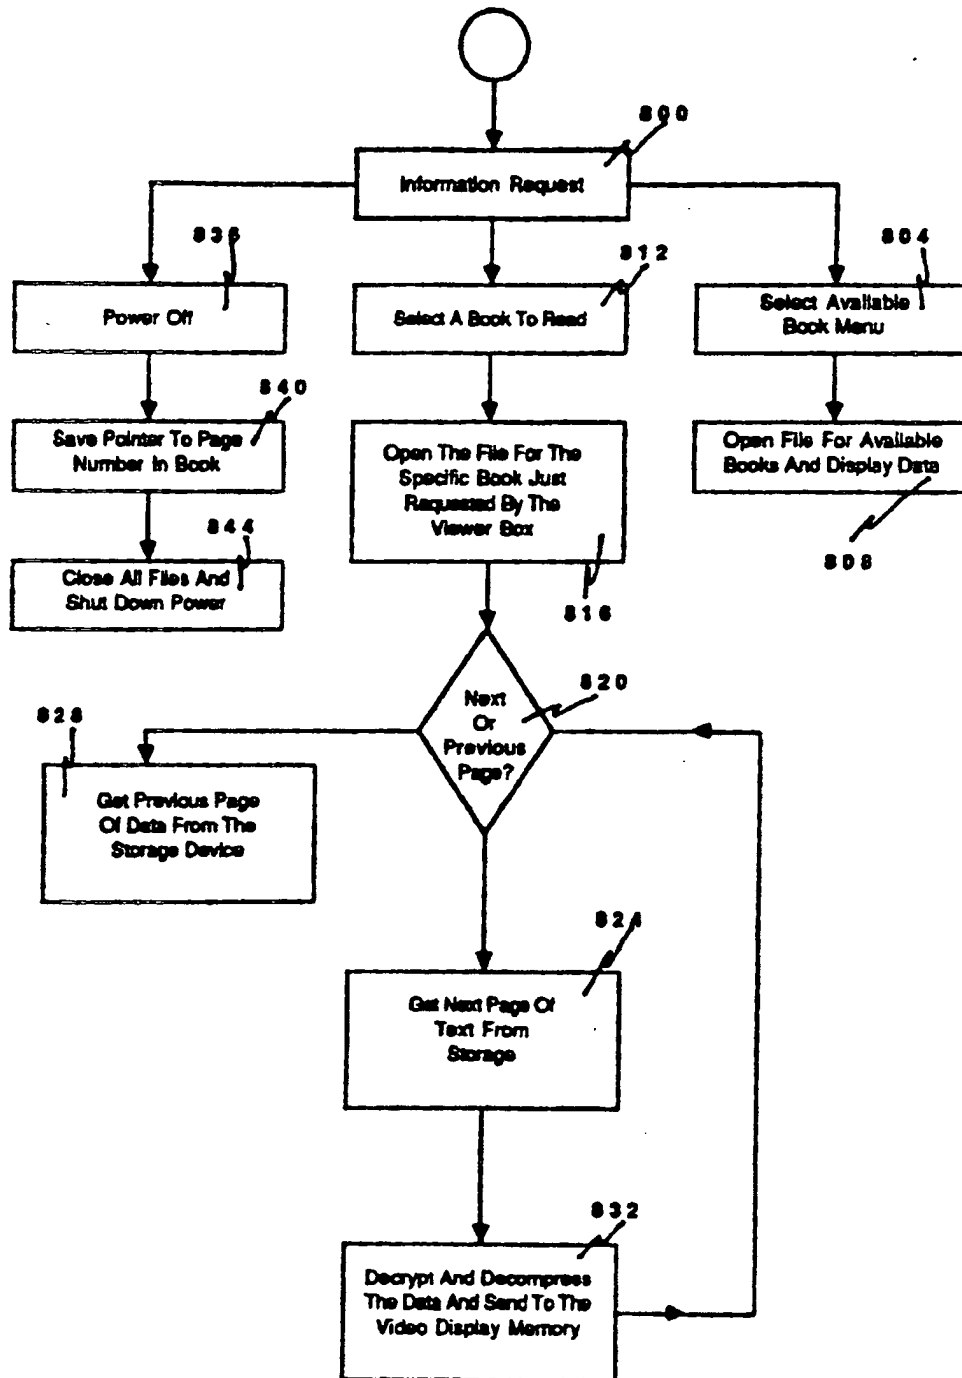 800
Information Request
836
812
804
Power Off
Select A Book To Read
Select Available
Book Menu
840
Save Pointer To Page
Number In Book
Open The File For The
Specific Book Just
Requested By The
Viewer Box
Open File For Available
Books And Display Data
844
808
Close All Files And
Shut Down Power
816
820
Next
Or
Previous
Page?
828
Get Previous Page
Of Data From The
Storage Device
824
Get Next Page Of
Text From
Storage
832
Decrypt And Decompress
The Data And Send To The
Video Display Memory